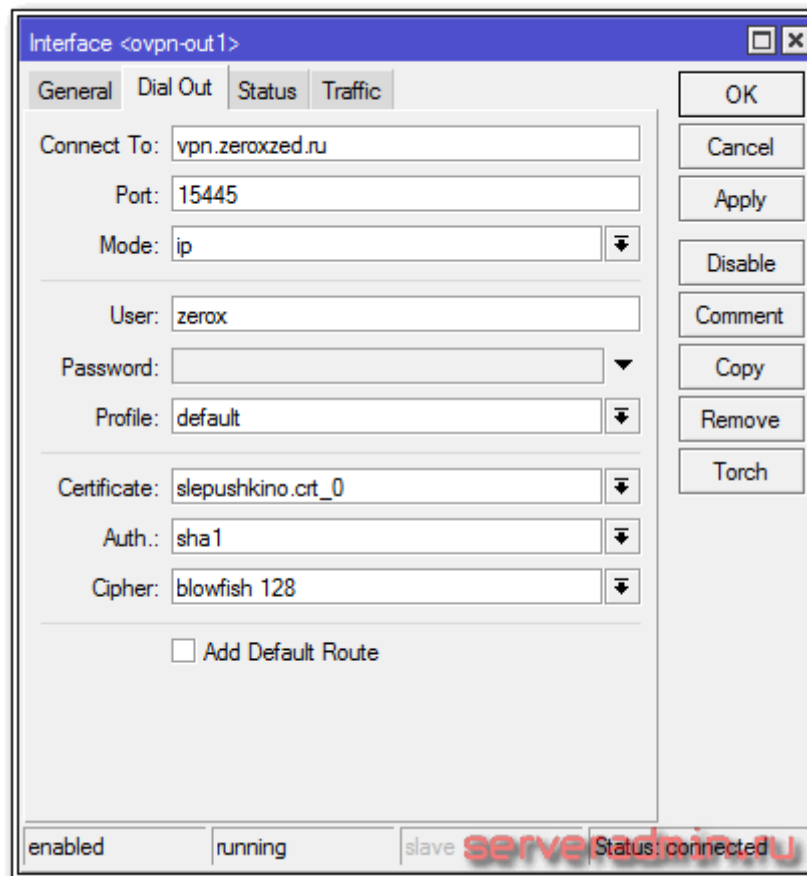 Interface <ovpn-out1>
General Dial Out Status Traffic
OK
Connect To: vpn.zeroxzed.ru
Cancel
Port: 15445
Apply
Mode: ip
Disable
User: zerox
Comment
Password:
Copy
Profile: default
Remove
Certificate: slepushkino.crt_0
Torch
Auth.: sha1
Cipher: blowfish 128
Add Default Route
enabled running slave Status: connected
serveradmin.ru